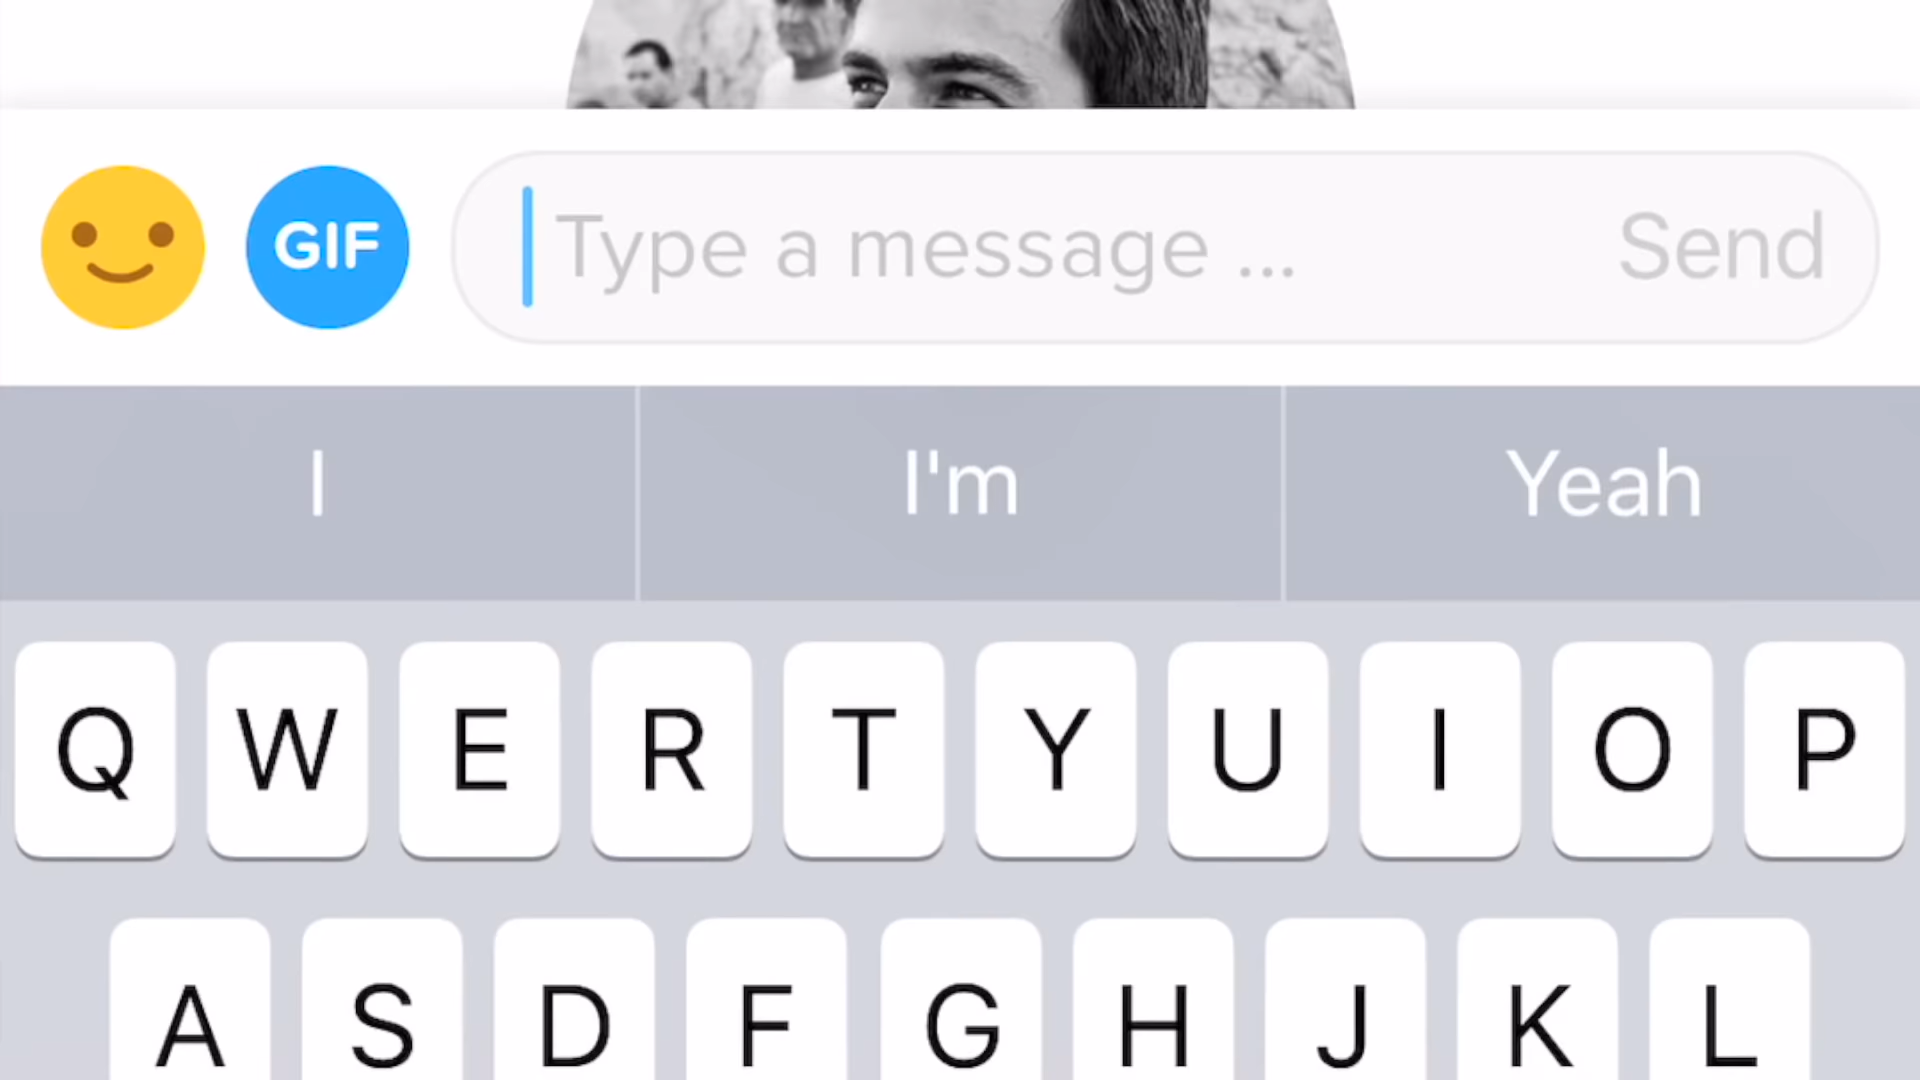 GIF Type a message ... Send
I I'm Yeah
Q W E R T Y U I O P
A S D F G H J K L